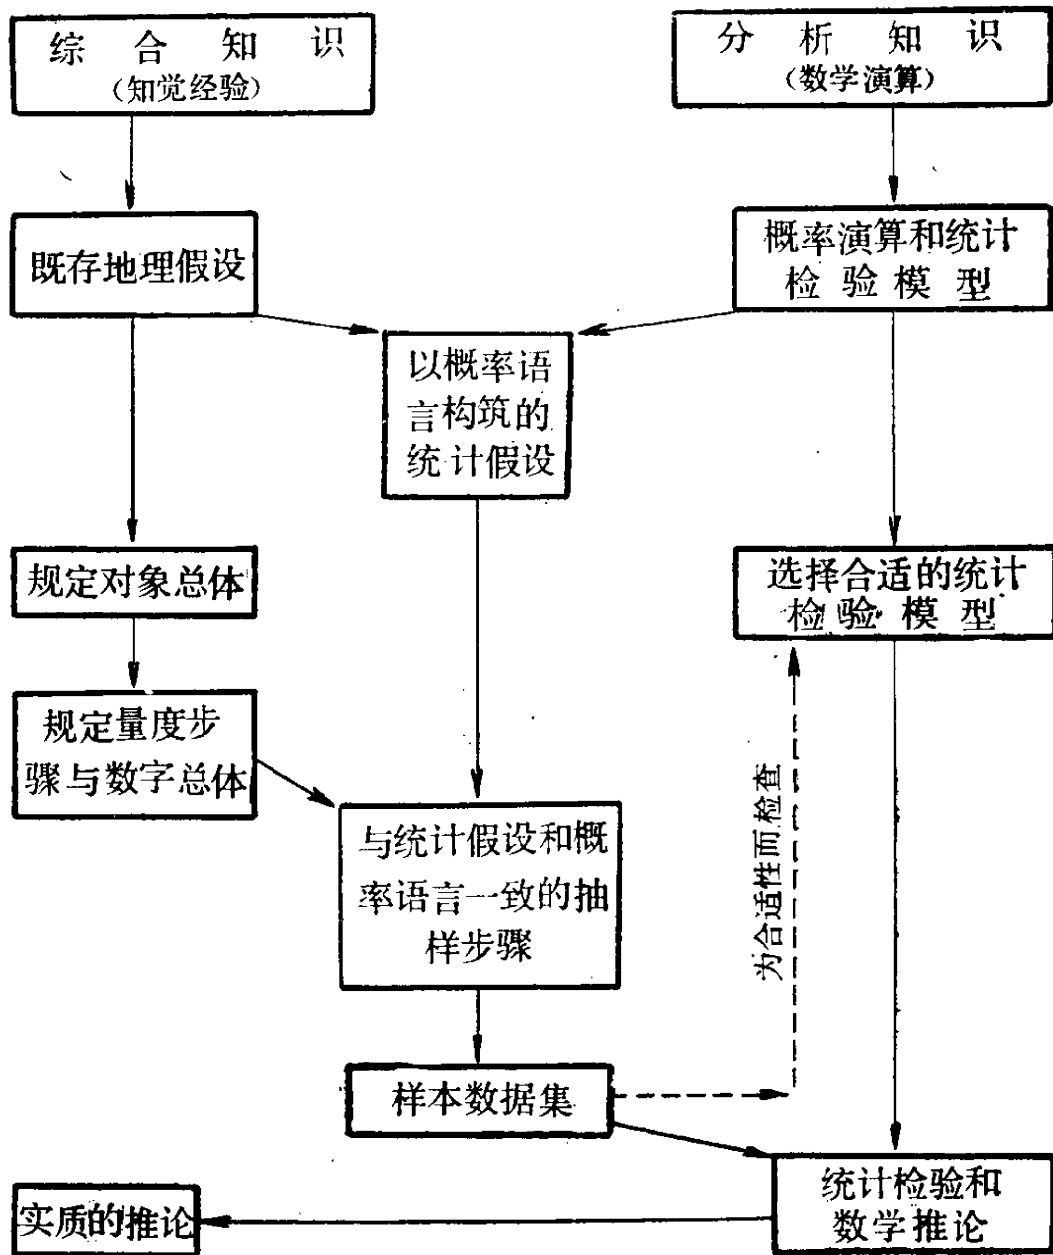 综合知识
(知觉经验)
分析知识
(数学演算)
既存地理假设
概率演算和统计
检验模型
以概率语
言构筑的
统计假设
规定对象总体
选择合适的统计
检验模型
规定量度步
骤与数字总体
与统计假设和概
率语言一致的抽
样步骤
为合适性而检查
样本数据集
统计检验和
数学推论
实质的推论